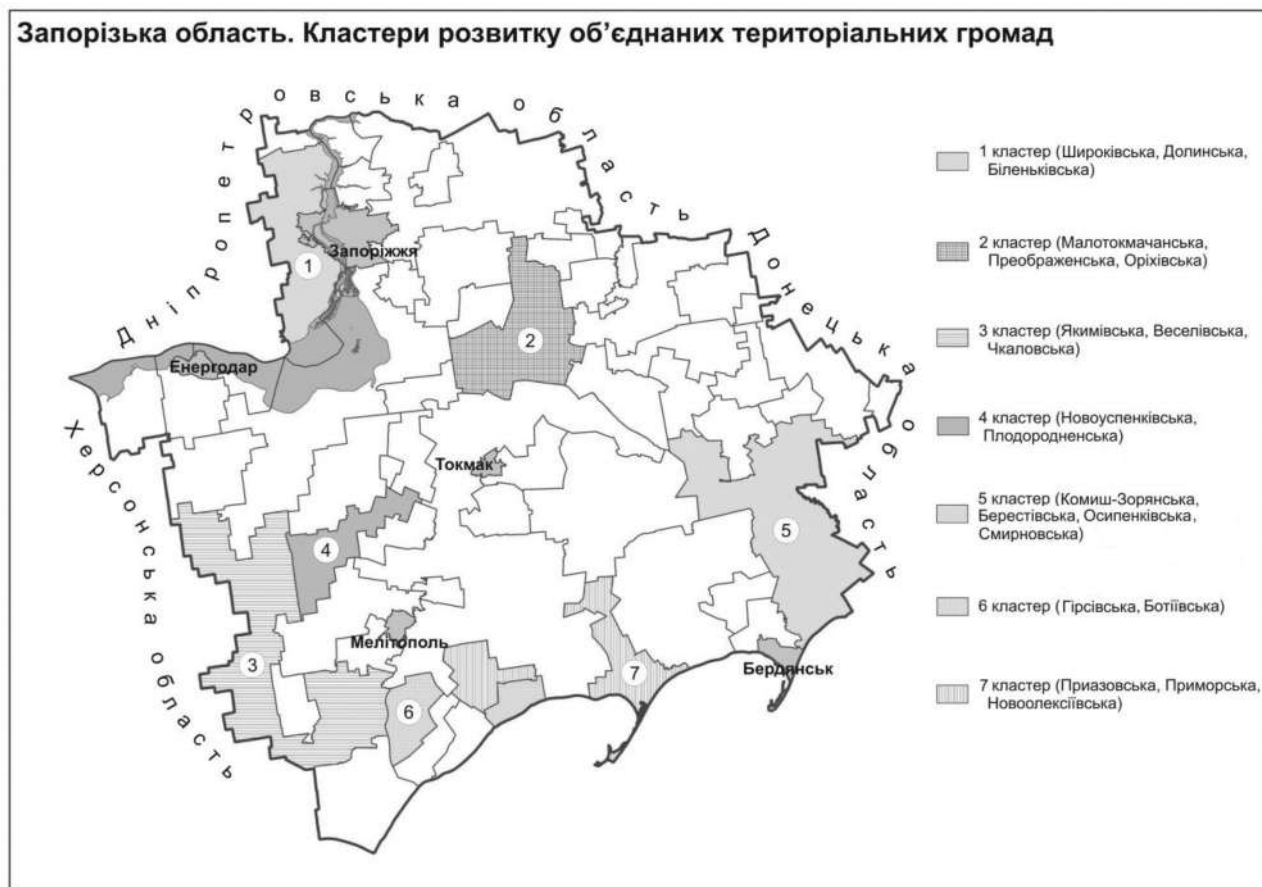 Запорізька область. Кластери розвитку об’єднаних територіальних громад
Дніпропетровська область
Донецька область
Херсонська область
Запоріжжя
1
2
Енергодар
Токмак
4
5
Мелітополь
3
Бердянськ
7
6
1 кластер (Широківська, Долинська,
Біленьківська)
2 кластер (Малотокмачанська,
Преображенська, Оріхівська)
3 кластер (Якимівська, Веселівська,
Чкаловська)
4 кластер (Новоуспенківська,
Плодородненська)
5 кластер (Комиш-Зорянська,
Берестівська, Осипенківська,
Смирновська)
6 кластер (Гірсівська, Ботіївська)
7 кластер (Приазовська, Приморська,
Новоолексіївська)